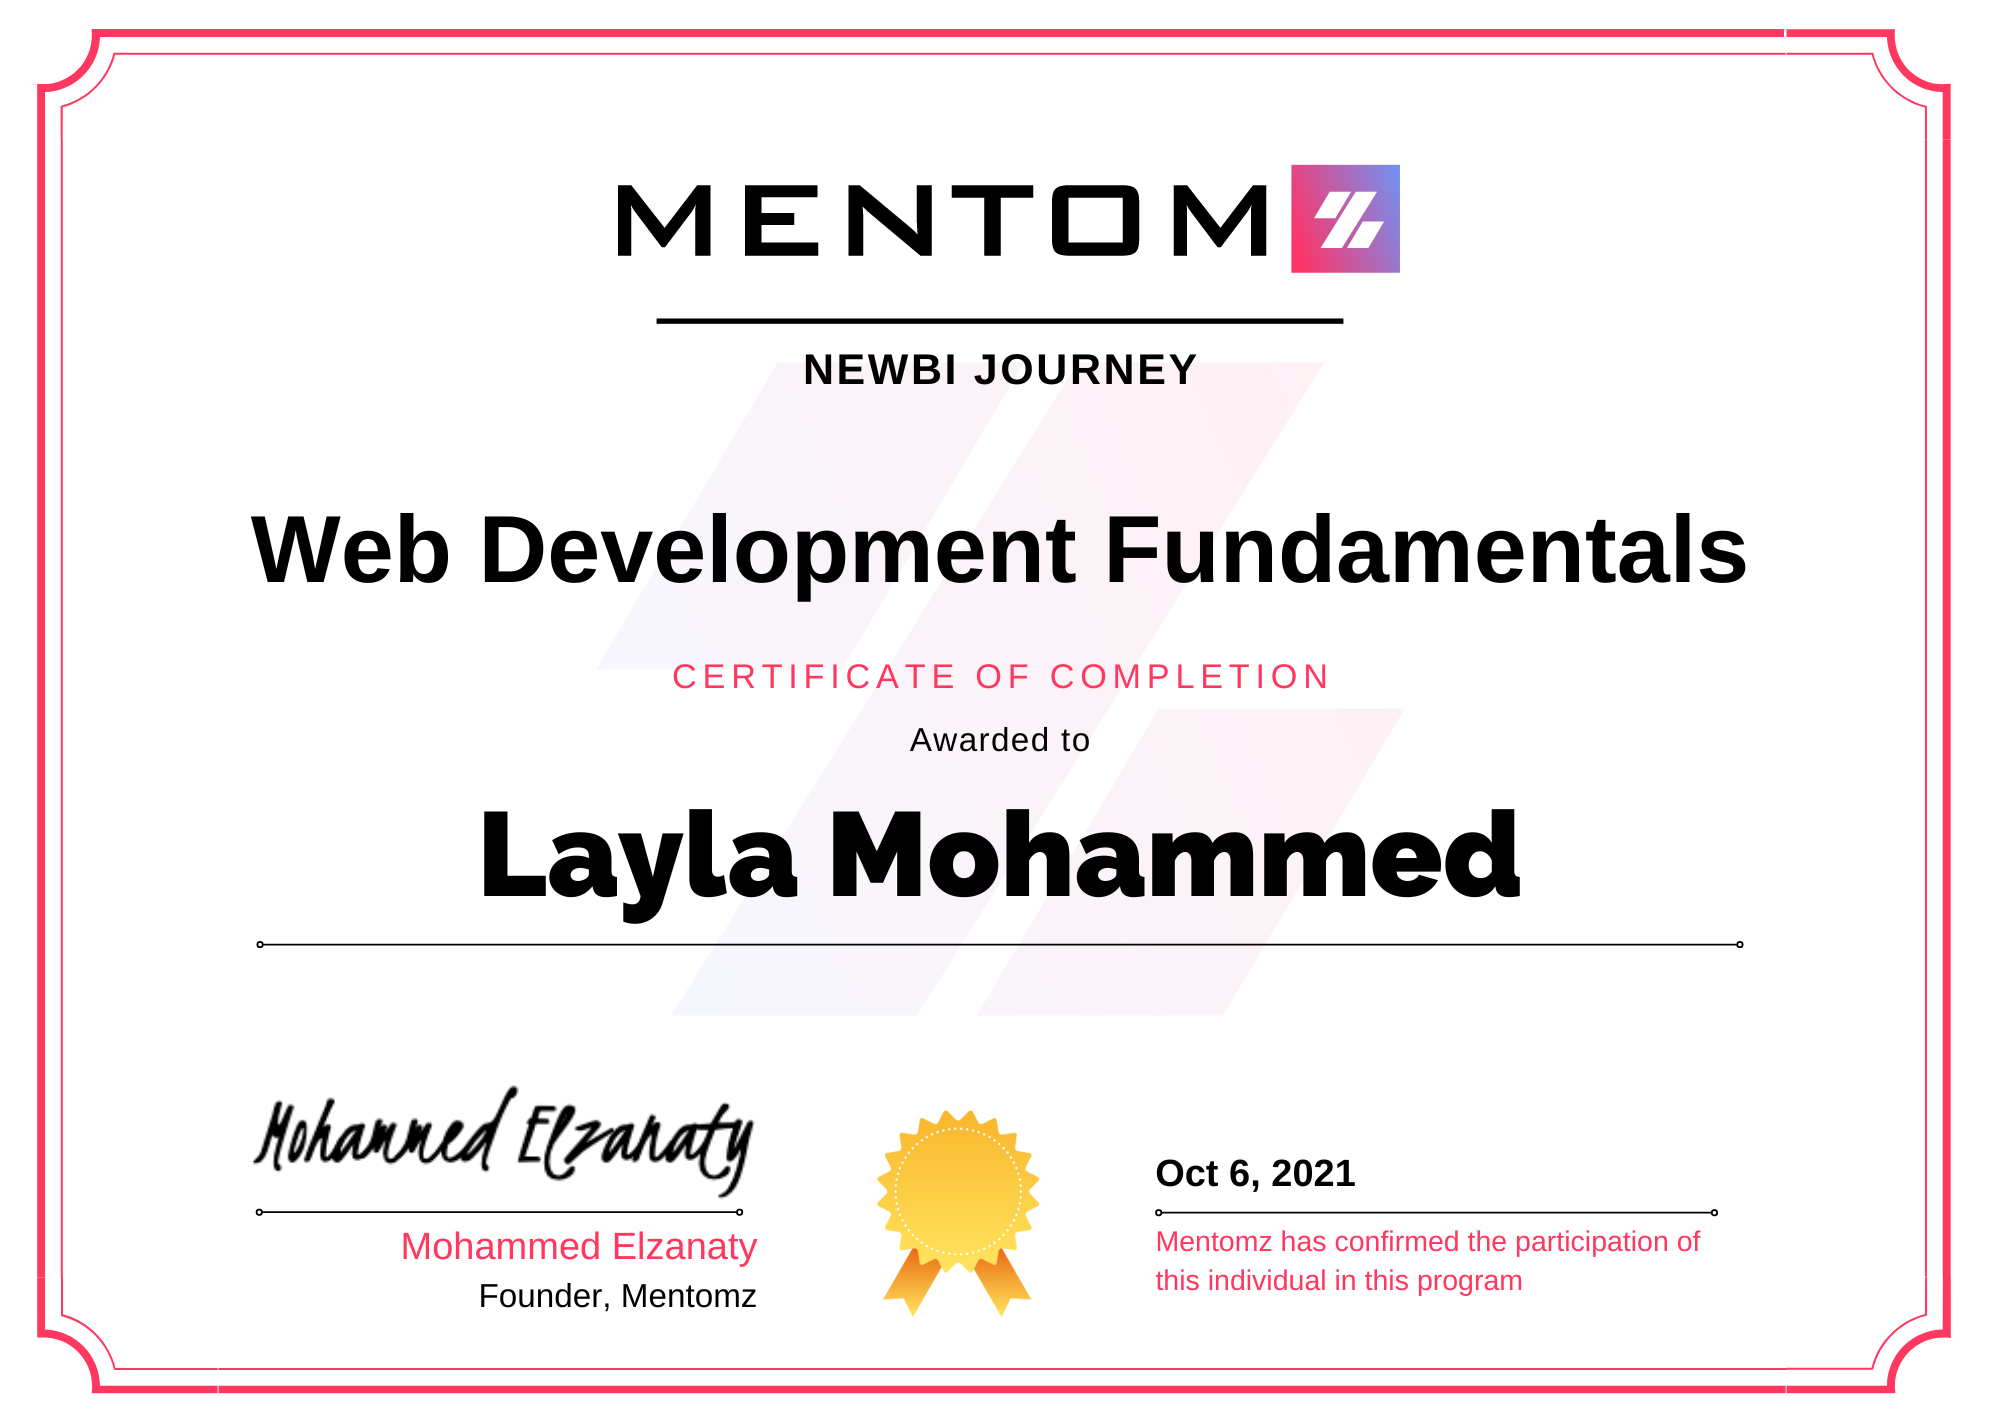 MENTOMZ
NEWBI JOURNEY
Web Development Fundamentals
CERTIFICATE OF COMPLETION
Awarded to
Layla Mohammed
Mohammed Elzanaty
Mohammed Elzanaty
Founder, Mentomz
Oct 6, 2021
Mentomz has confirmed the participation of
this individual in this program